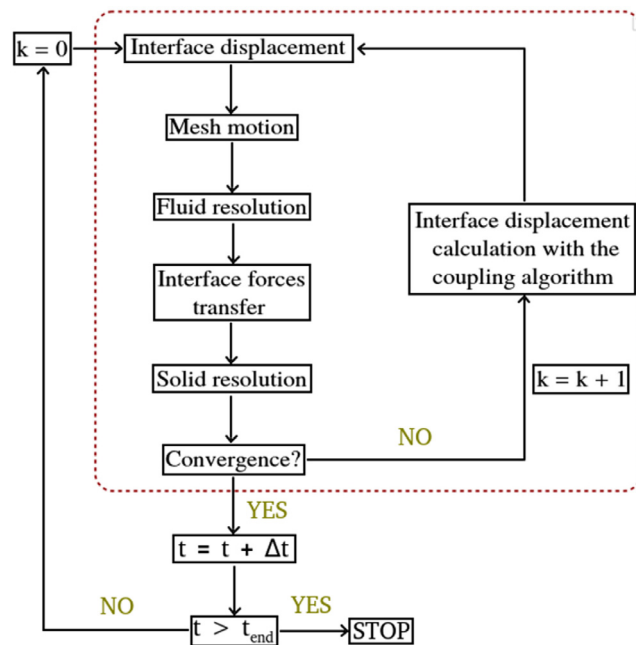 k = 0
Interface displacement
Mesh motion
Fluid resolution
Interface displacement
calculation with the
coupling algorithm
Interface forces
transfer
Solid resolution
k = k + 1
NO
Convergence?
YES
t = t + Δt
NO
YES
t > t_end
STOP